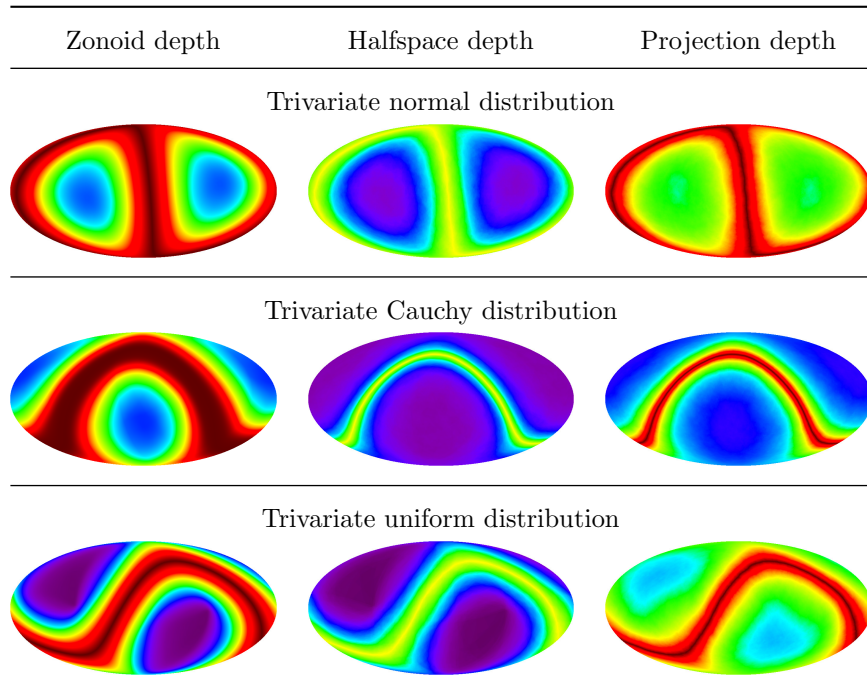 Zonoid depth Halfspace depth Projection depth
Trivariate normal distribution
Trivariate Cauchy distribution
Trivariate uniform distribution